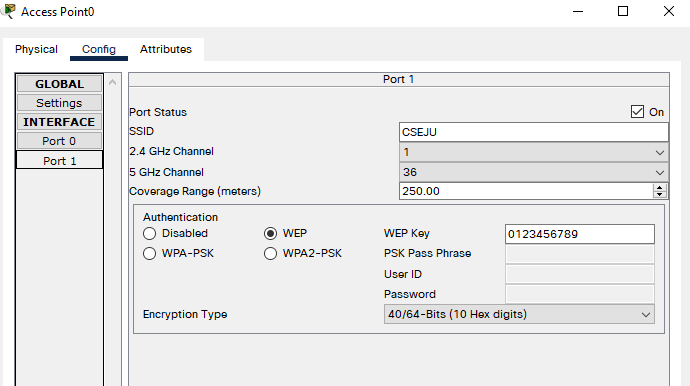 Access Point0
Physical Config Attributes
GLOBAL
Settings
INTERFACE
Port 0
Port 1
Port 1
Port Status On
SSID CSEJU
2.4 GHz Channel 1
5 GHz Channel 36
Coverage Range (meters) 250.00
Authentication
Disabled WEP WEP Key 0123456789
WPA-PSK WPA2-PSK PSK Pass Phrase
User ID
Password
Encryption Type 40/64-Bits (10 Hex digits)